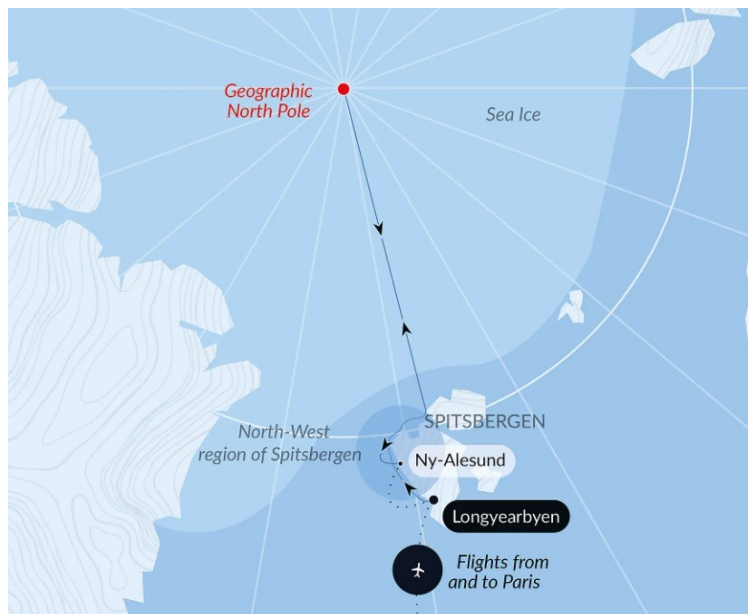 Geographic
North Pole
Sea Ice
SPITSBERGEN
North-West
region of Spitsbergen
Ny-Alesund
Longyearbyen
Flights from
and to Paris